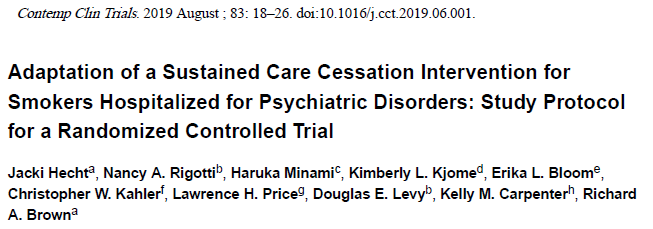 Contemp Clin Trials. 2019 August ; 83: 18–26. doi:10.1016/j.cct.2019.06.001.
Adaptation of a Sustained Care Cessation Intervention for
Smokers Hospitalized for Psychiatric Disorders: Study Protocol
for a Randomized Controlled Trial
Jacki Hechta, Nancy A. Rigottib, Haruka Minamic, Kimberly L. Kjomed, Erika L. Bloome,
Christopher W. Kahlerf, Lawrence H. Priceg, Douglas E. Levyb, Kelly M. Carpenterh, Richard
A. Browna